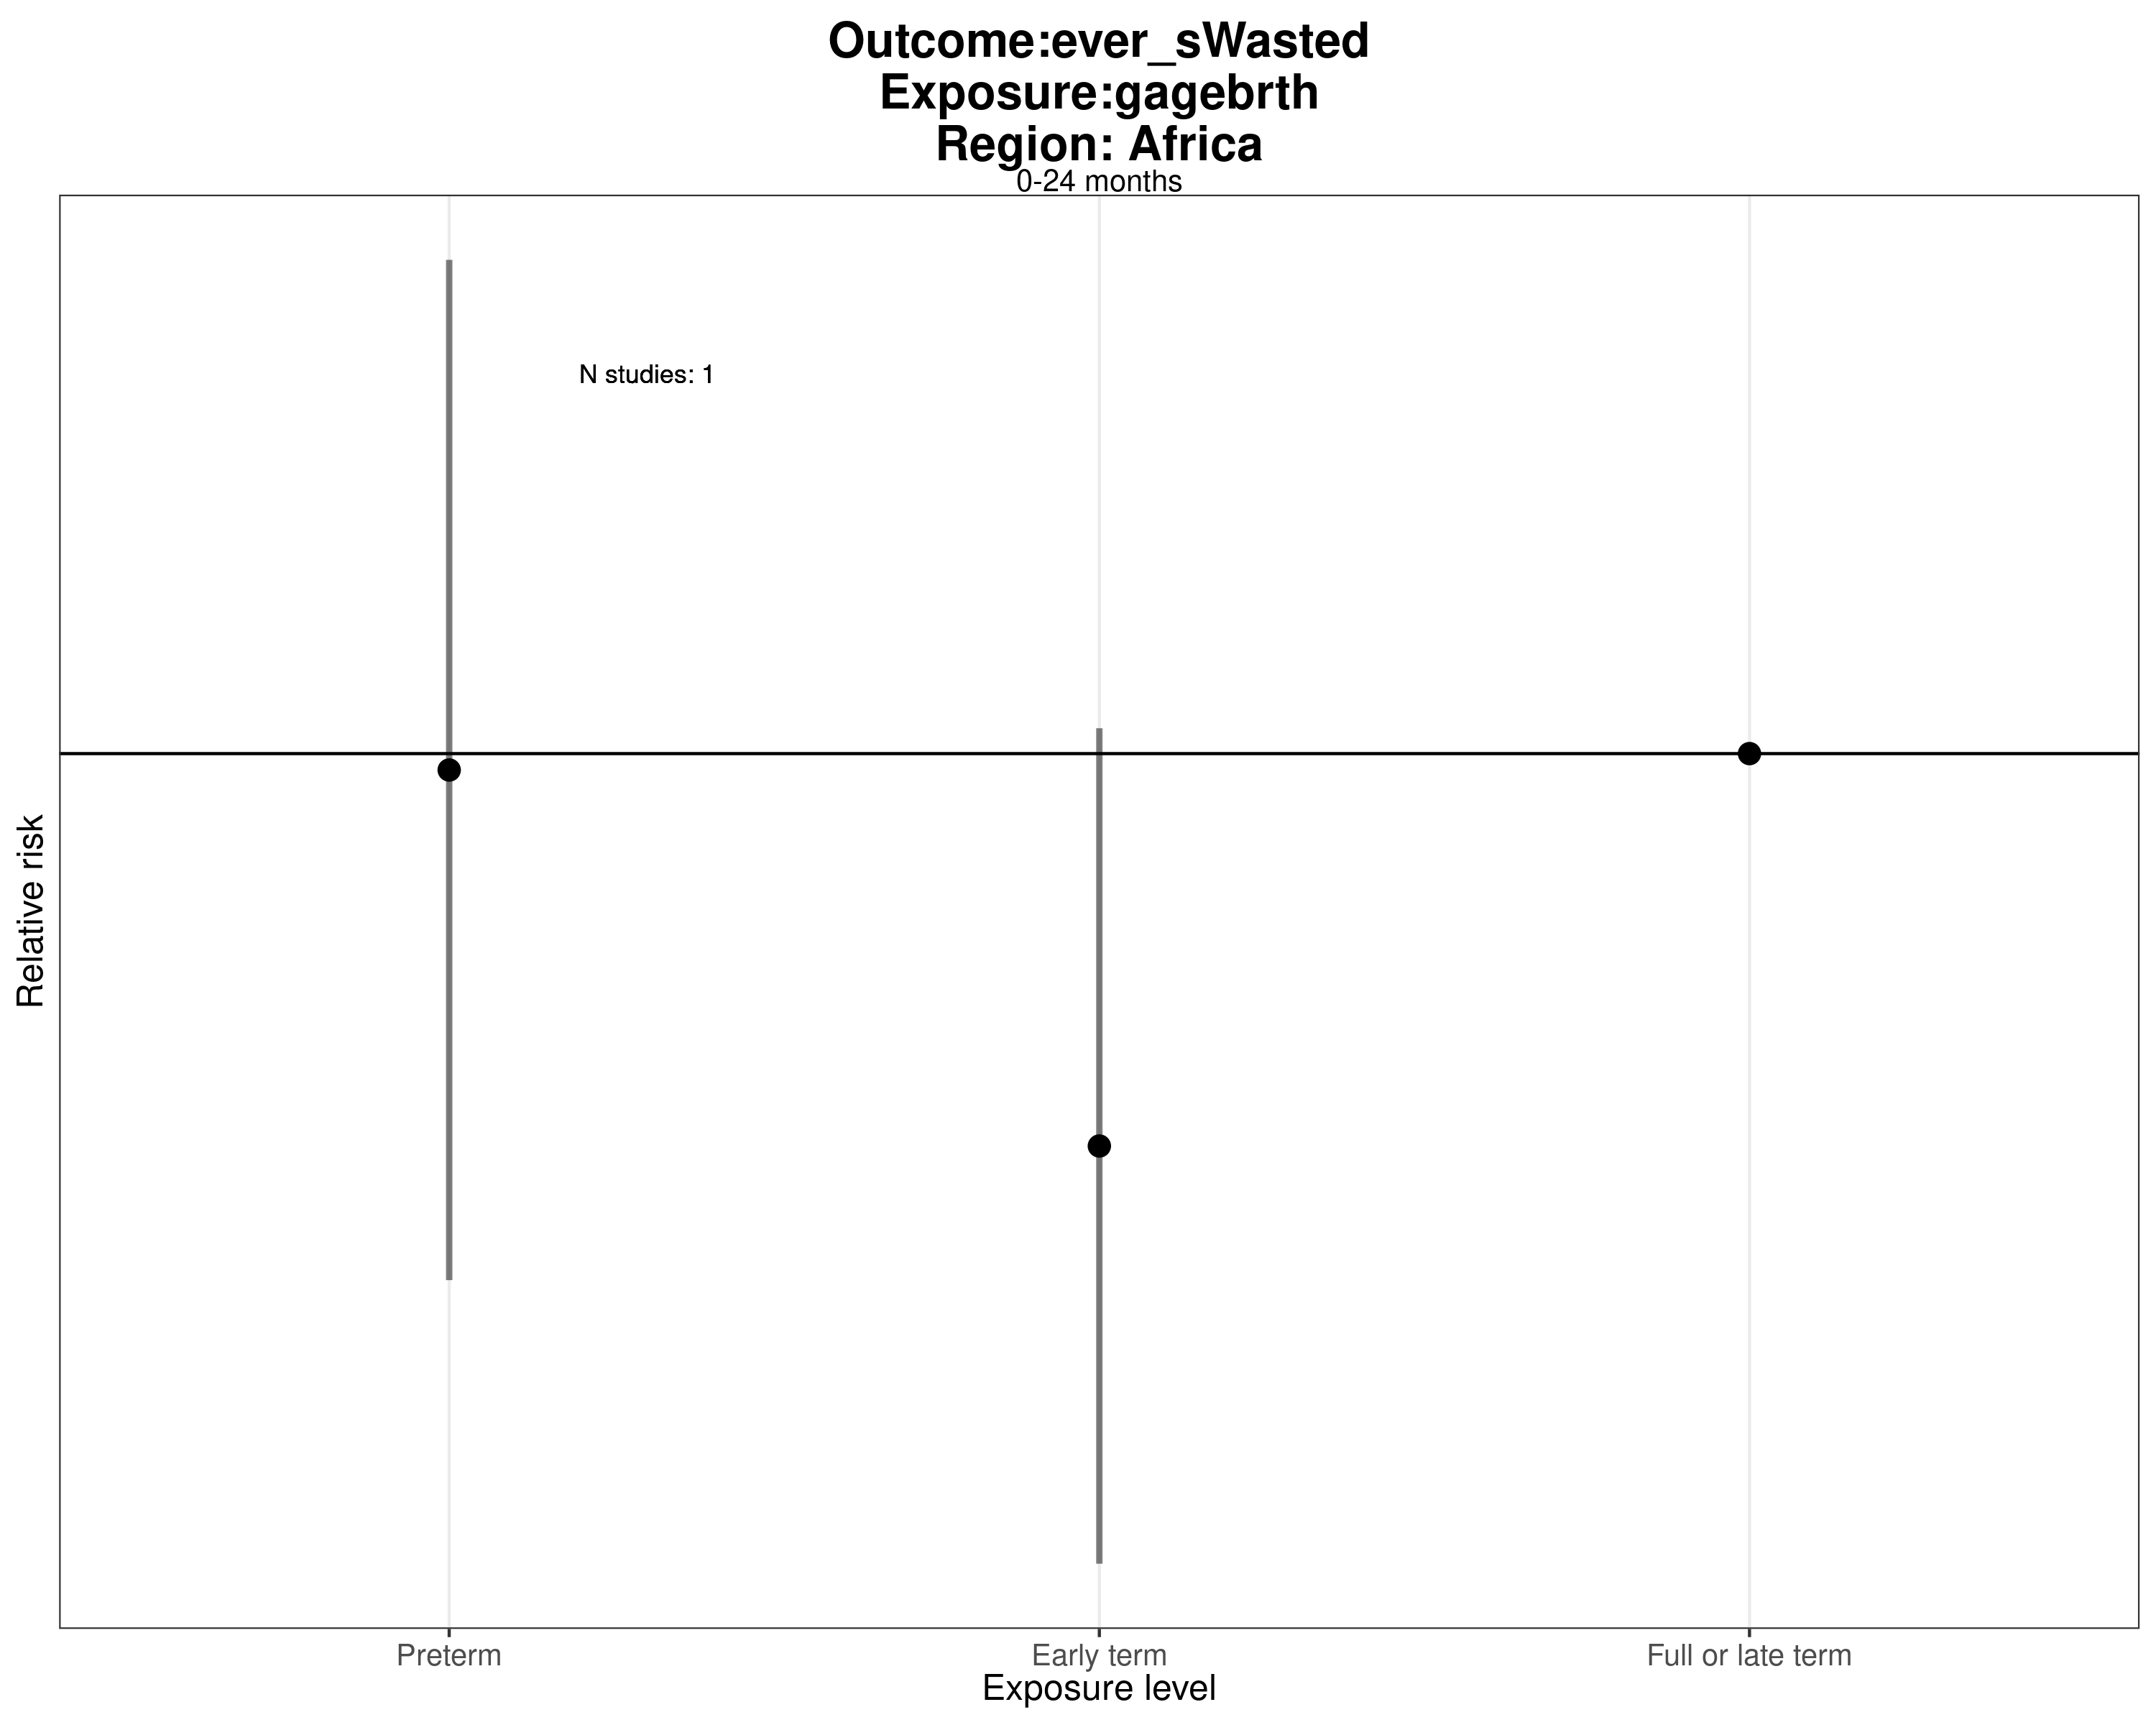 Outcome:ever_sWasted
Exposure:gagebrth
Region: Africa
0-24 months
N studies: 1
Relative risk
Preterm
Early term
Full or late term
Exposure level